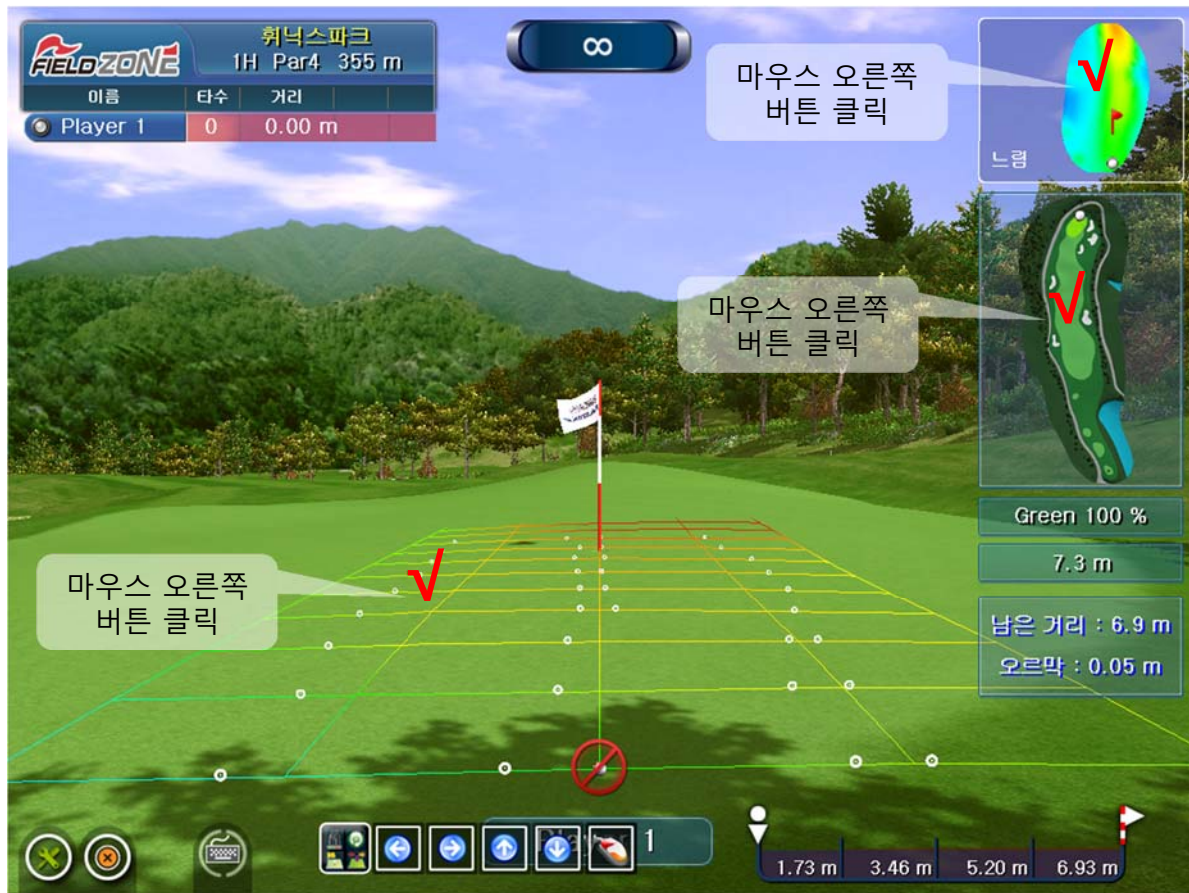 FIELDZONE
휘닉스파크
1H Par4 355 m
이름 타수 거리
Player 1 0 0.00 m
∞
마우스 오른쪽
버튼 클릭
느림
마우스 오른쪽
버튼 클릭
Green 100 %
7.3 m
남은 거리 : 6.9 m
오르막 : 0.05 m
마우스 오른쪽
버튼 클릭
1
1.73 m 3.46 m 5.20 m 6.93 m